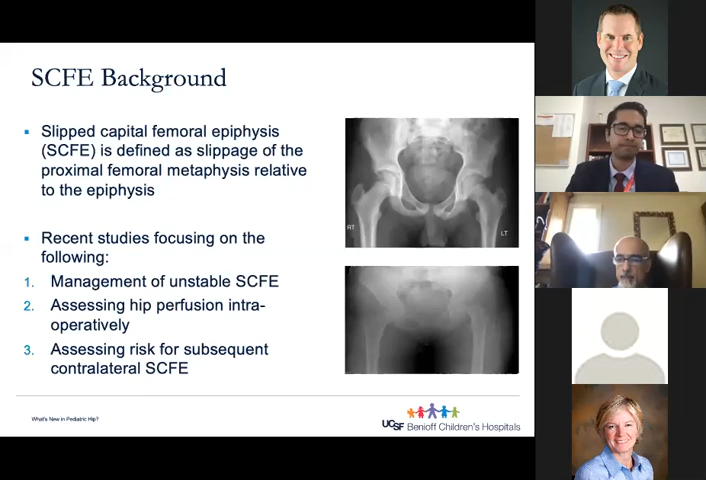 SCFE Background
▪ Slipped capital femoral epiphysis
(SCFE) is defined as slippage of the
proximal femoral metaphysis relative
to the epiphysis
▪ Recent studies focusing on the
following:
1. Management of unstable SCFE
2. Assessing hip perfusion intra-
operatively
3. Assessing risk for subsequent
contralateral SCFE
RT
LT
What's New in Pediatric Hip?
UCSF Benioff Children's Hospitals